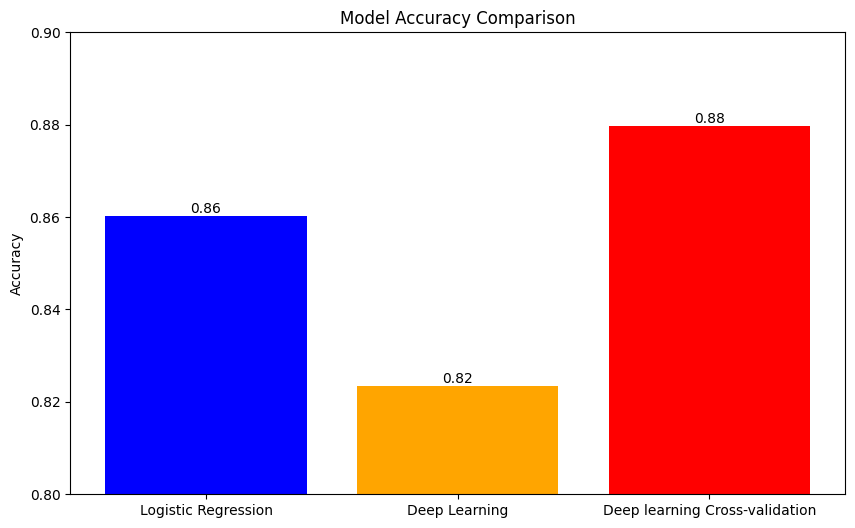 Model Accuracy Comparison
0.90
0.88
0.86
0.84
0.82
0.80
Accuracy
0.86
0.82
0.88
Logistic Regression
Deep Learning
Deep learning Cross-validation